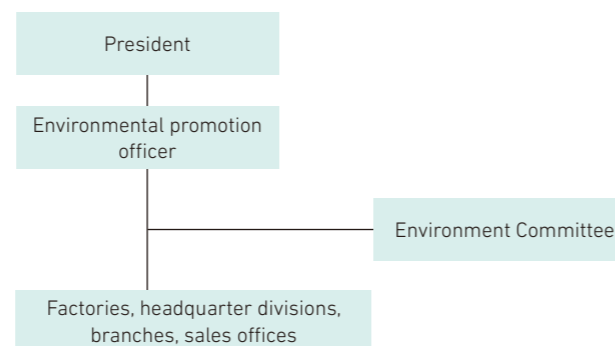 President
Environmental promotion
officer
Environment Committee
Factories, headquarter divisions,
branches, sales offices